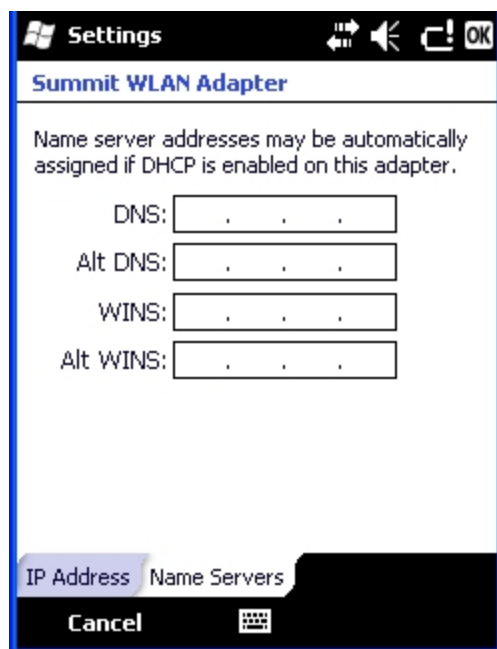 Settings OK
Summit WLAN Adapter
Name server addresses may be automatically
assigned if DHCP is enabled on this adapter.
DNS: . . .
Alt DNS: . . .
WINS: . . .
Alt WINS: . . .
IP Address Name Servers
Cancel